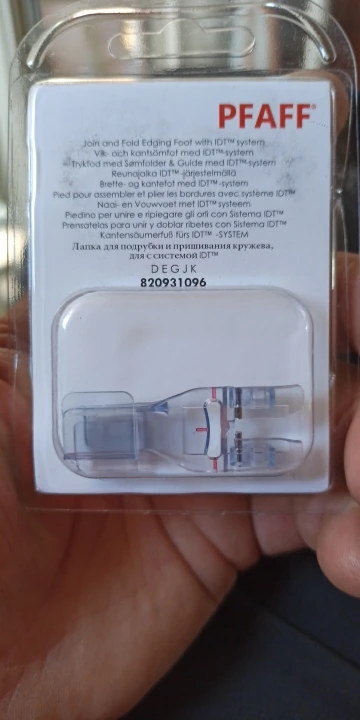 PFAFF®
Join and Fold Edging Foot with IDT™ system
Vik- och kantsömfot med IDT™-system
Trykfod med Sømfolder & Guide med IDT™-system
Reunajalka IDT™-järjestelmällä
Brette- og kantefot med IDT™-system
Pied pour assembler et plier les bordures avec système IDT™
Naai- en Vouwvoet met IDT™ systeem
Piedino per unire e ripiegare gli orli con Sistema IDT™
Prensatelas para unir y doblar ribetes con Sistema IDT™
Kantensäumerfuß fürs IDT™ -SYSTEM
Лапка для подрубки и пришивания кружева,
для с системой IDT™
D E G J K
820931096